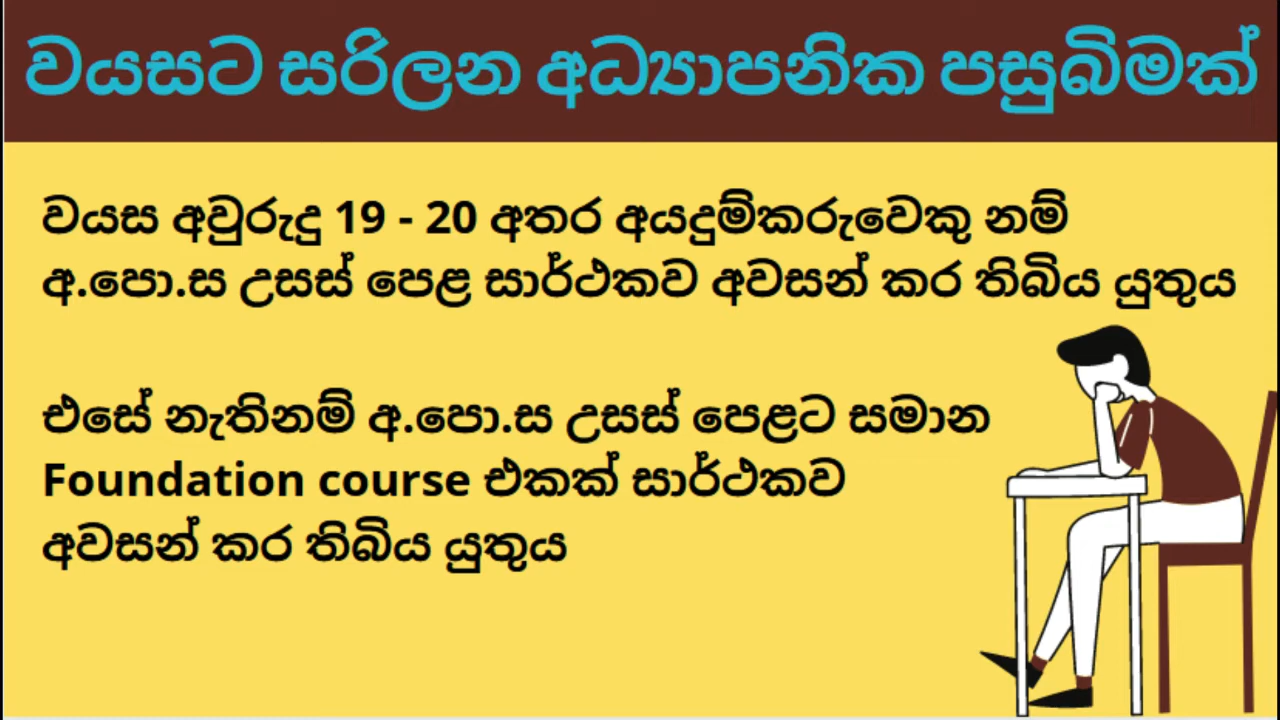 වයසට සරිලන අධ්‍යාපනික පසුබිමක්
වයස අවුරුදු 19 - 20 අතර අයදුම්කරුවෙකු නම්
අ.පො.ස උසස් පෙළ සාර්ථකව අවසන් කර තිබිය යුතුය
එසේ නැතිනම් අ.පො.ස උසස් පෙළට සමාන
Foundation course එකක් සාර්ථකව
අවසන් කර තිබිය යුතුය